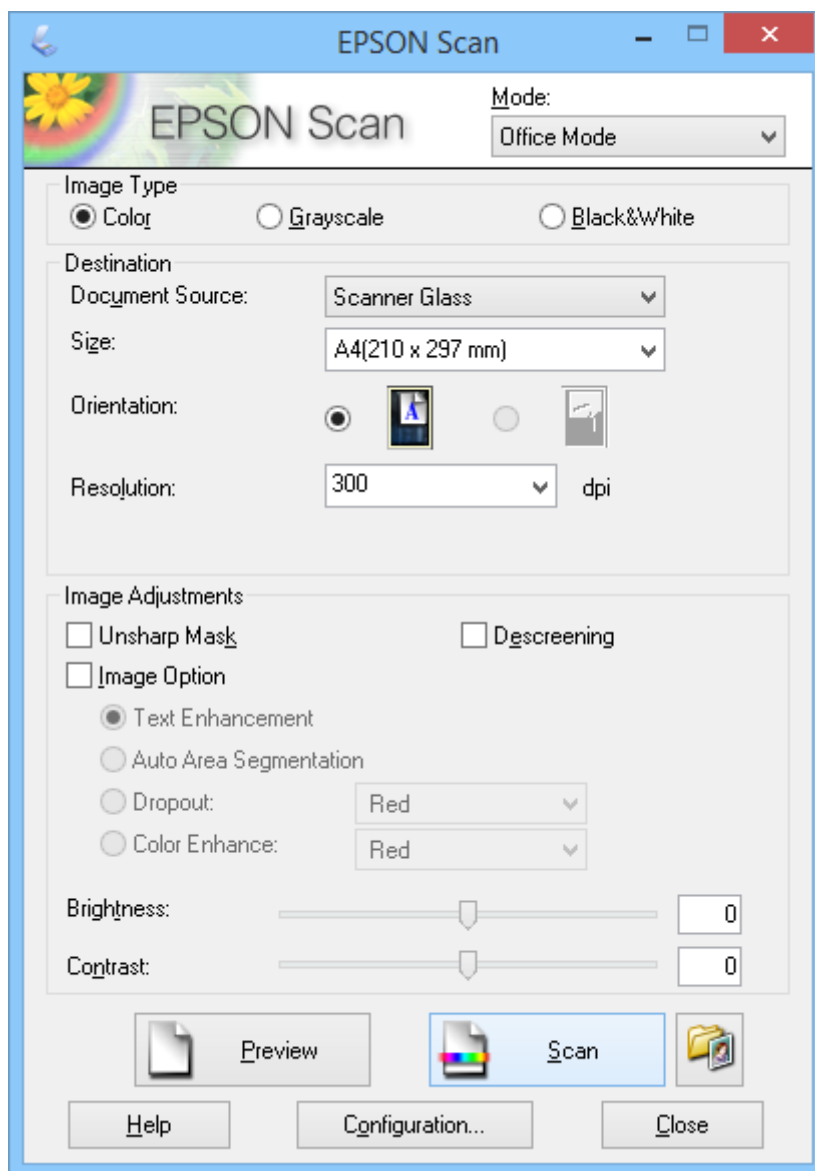 EPSON Scan
EPSON Scan
Mode:
Office Mode
Image Type
Color Grayscale Black&White
Destination
Document Source: Scanner Glass
Size: A4(210 x 297 mm)
Orientation: A
Resolution: 300 dpi
Image Adjustments
Unsharp Mask Descreening
Image Option
Text Enhancement
Auto Area Segmentation
Dropout: Red
Color Enhance: Red
Brightness: 0
Contrast: 0
Preview Scan
Help Configuration... Close